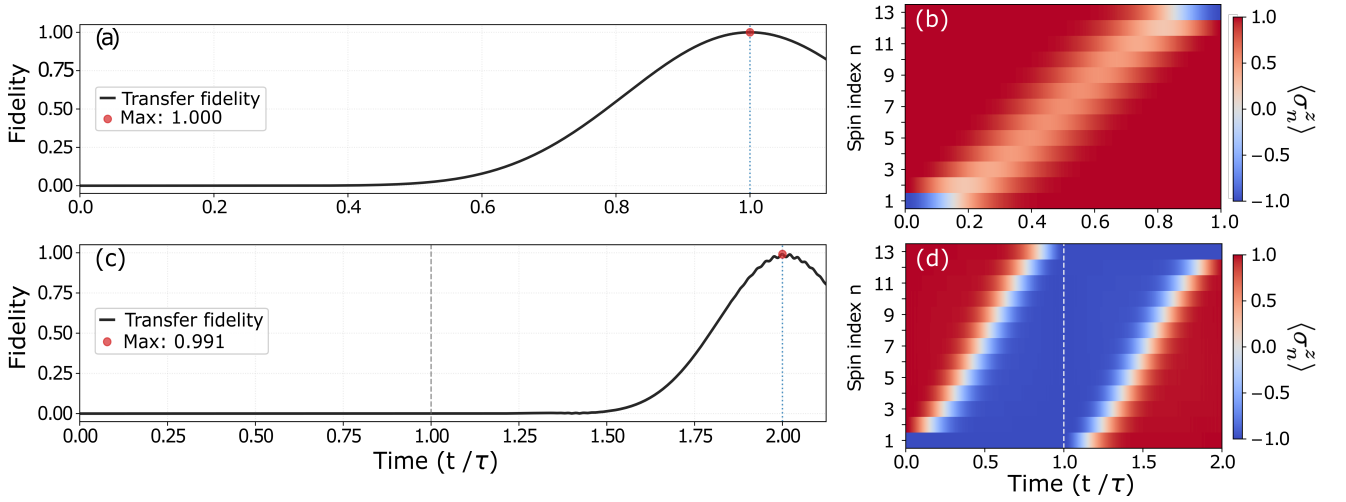 (a)
Fidelity
1.00
0.75
0.50
0.25
0.00
Transfer fidelity
Max: 1.000
0.0 0.2 0.4 0.6 0.8 1.0
(b)
Spin index n
13
11
9
7
5
3
1
0.0 0.2 0.4 0.6 0.8 1.0
1.0
0.5
0.0
−0.5
−1.0
⟨σₙᶻ⟩
(c)
Fidelity
1.00
0.75
0.50
0.25
0.00
Transfer fidelity
Max: 0.991
0.00 0.25 0.50 0.75 1.00 1.25 1.50 1.75 2.00
Time (t /τ)
(d)
Spin index n
13
11
9
7
5
3
1
0.0 0.5 1.0 1.5 2.0
Time (t /τ)
1.0
0.5
0.0
−0.5
−1.0
⟨σₙᶻ⟩